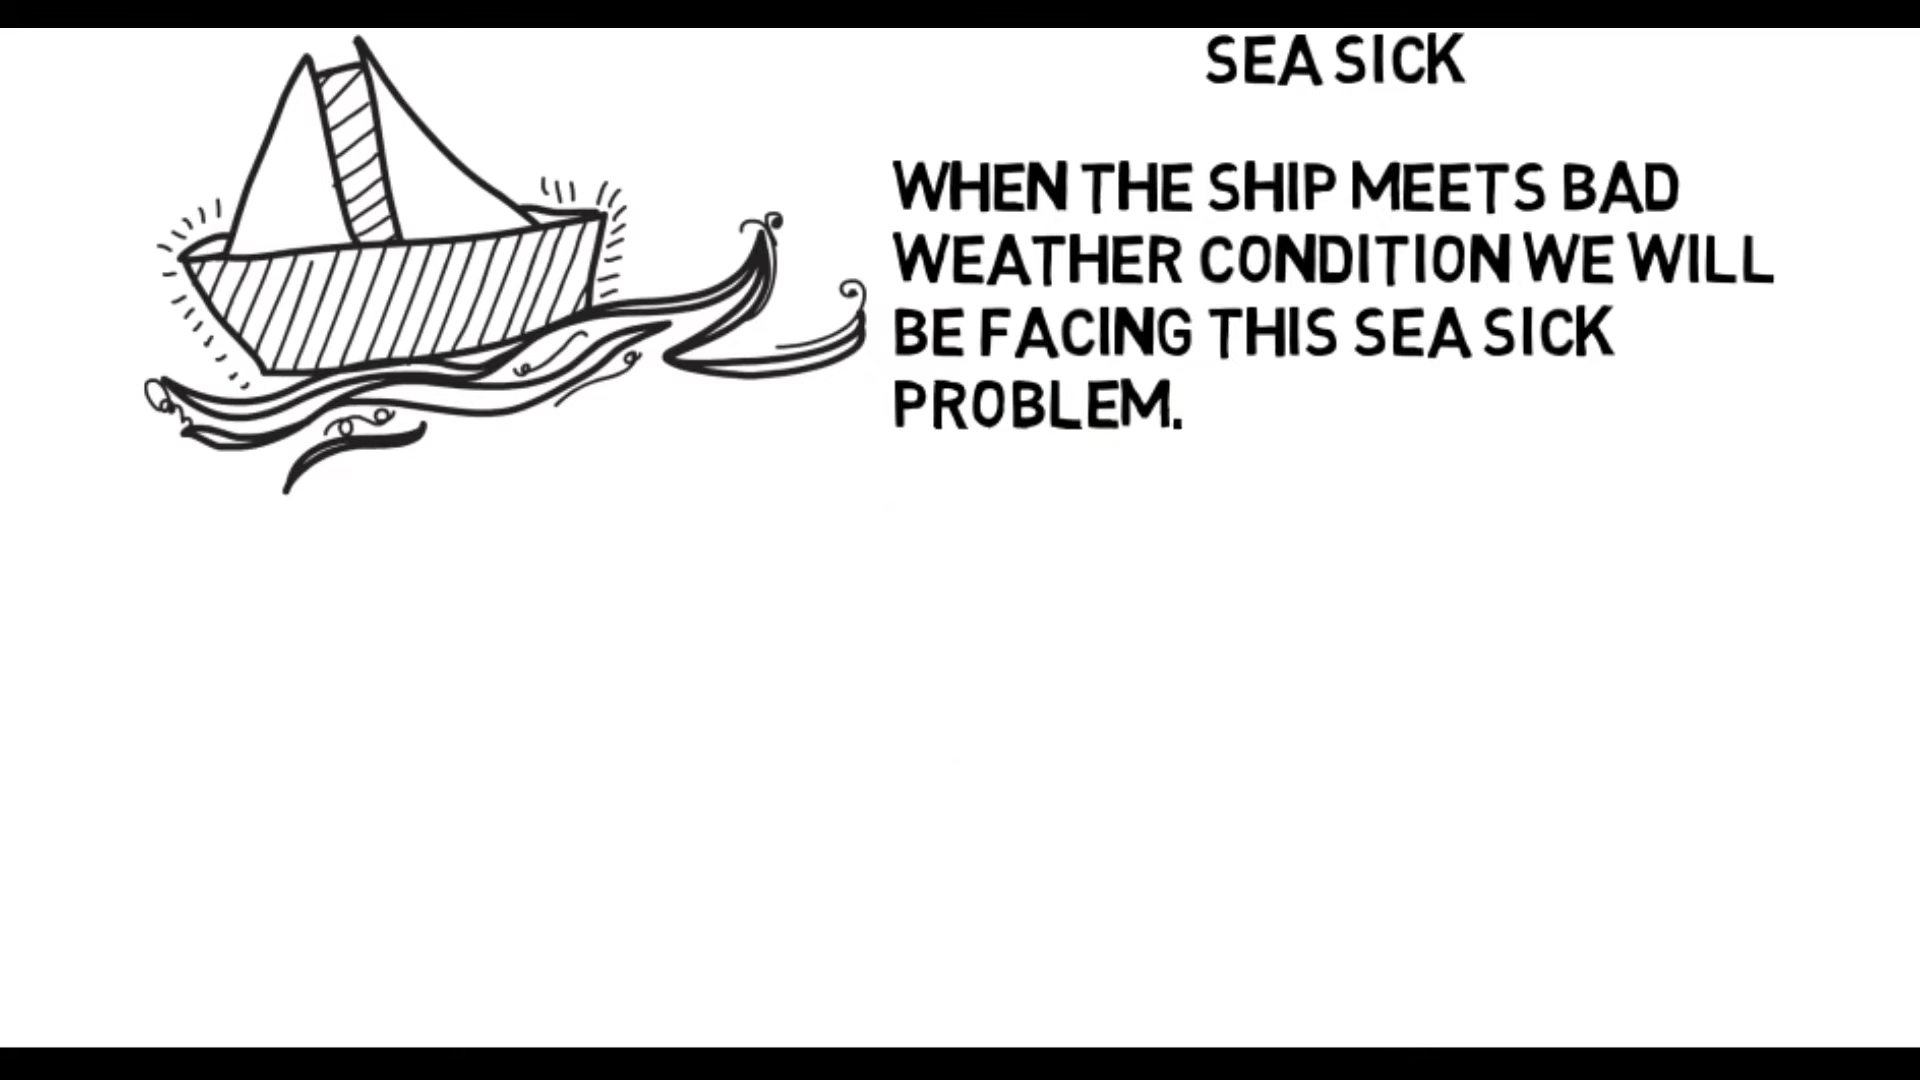 SEA SICK
WHEN THE SHIP MEETS BAD
WEATHER CONDITION WE WILL
BE FACING THIS SEA SICK
PROBLEM.